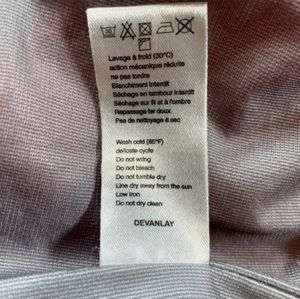 Lavage à froid (30°C)
action mécanique réduite
ne pas tordre
Blanchiment interdit
Séchage en tambour interdit
Séchage sur fil et à l'ombre
Repassage fer doux
Pas de nettoyage à sec
Wash cold (85°F)
delicate cycle
Do not wring
Do not bleach
Do not tumble dry
Line dry away from the sun
Low iron
Do not dry clean
DEVANLAY